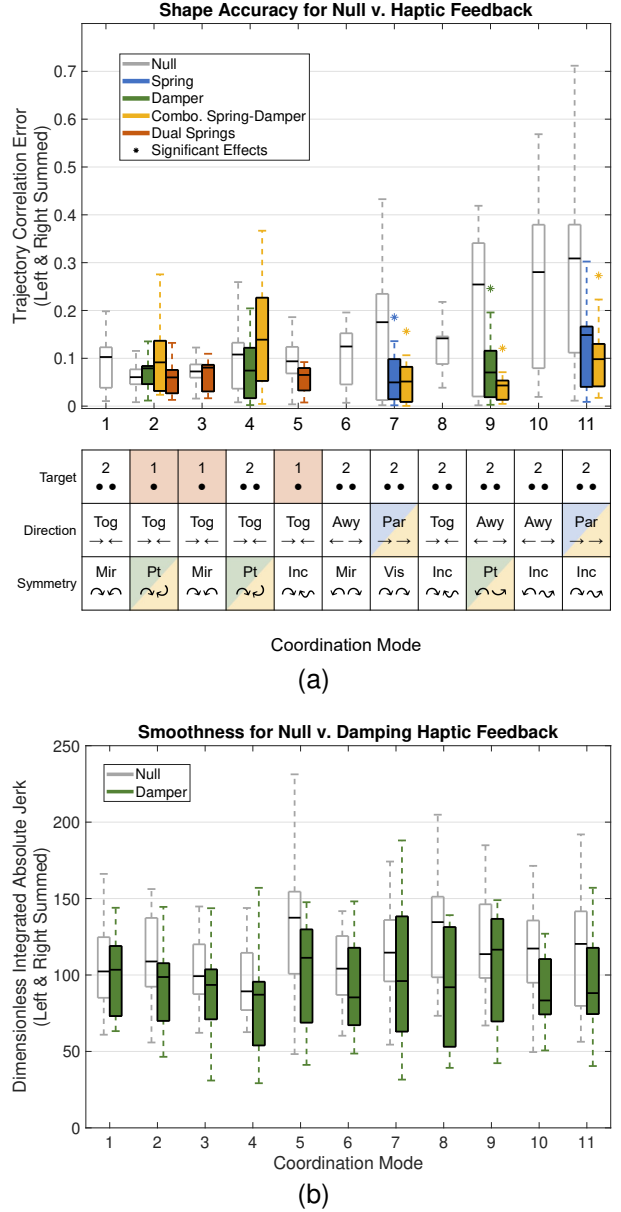 Shape Accuracy for Null v. Haptic Feedback
Trajectory Correlation Error
(Left & Right Summed)
0.7
0.6
0.5
0.4
0.3
0.2
0.1
0
Null
Spring
Damper
Combo. Spring-Damper
Dual Springs
* Significant Effects
1 2 3 4 5 6 7 8 9 10 11
Target 2 1 1 2 1 2 2 2 2 2 2
Direction Tog Tog Tog Tog Tog Awy Par Tog Awy Awy Par
→← →← →← →← →← ←→ →→ →← ←→ ←→ →→
Symmetry Mir Pt Mir Pt Inc Mir Vis Inc Pt Inc Inc
Coordination Mode
(a)
Smoothness for Null v. Damping Haptic Feedback
Dimensionless Integrated Absolute Jerk
(Left & Right Summed)
250
200
150
100
50
0
Null
Damper
1 2 3 4 5 6 7 8 9 10 11
Coordination Mode
(b)